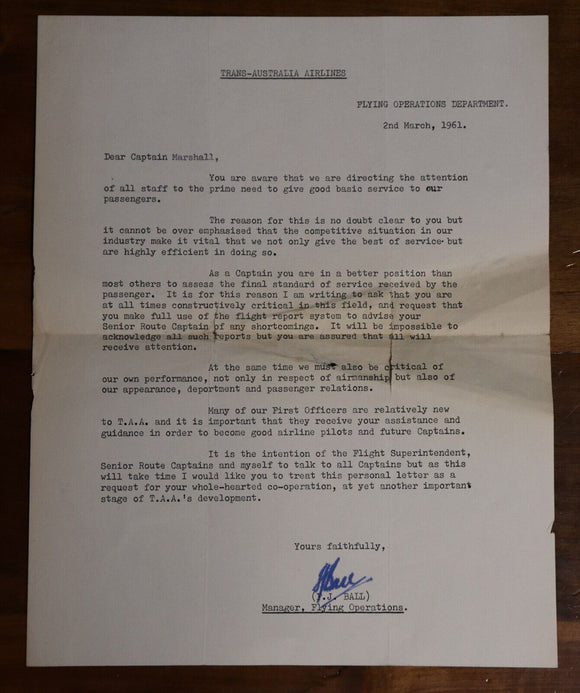 TRANS-AUSTRALIA AIRLINES
FLYING OPERATIONS DEPARTMENT.
2nd March, 1961.
Dear Captain Marshall,
You are aware that we are directing the attention
of all staff to the prime need to give good basic service to our
passengers.
The reason for this is no doubt clear to you but
it cannot be over emphasised that the competitive situation in our
industry make it vital that we not only give the best of service but
are highly efficient in doing so.
As a Captain you are in a better position than
most others to assess the final standard of service received by the
passenger. It is for this reason I am writing to ask that you are
at all times constructively critical in this field, and request that
you make full use of the flight report system to advise your
Senior Route Captain of any shortcomings. It will be impossible to
acknowledge all such reports but you are assured that all will
receive attention.
At the same time we must also be critical of
our own performance, not only in respect of airmanship but also of
our appearance, deportment and passenger relations.
Many of our First Officers are relatively new
to T.A.A. and it is important that they receive your assistance and
guidance in order to become good airline pilots and future Captains.
It is the intention of the Flight Superintendent,
Senior Route Captains and myself to talk to all Captains but as this
will take time I would like you to treat this personal letter as a
request for your whole-hearted co-operation, at yet another important
stage of T.A.A.'s development.
Yours faithfully,
(F.J. BALL)
Manager, Flying Operations.